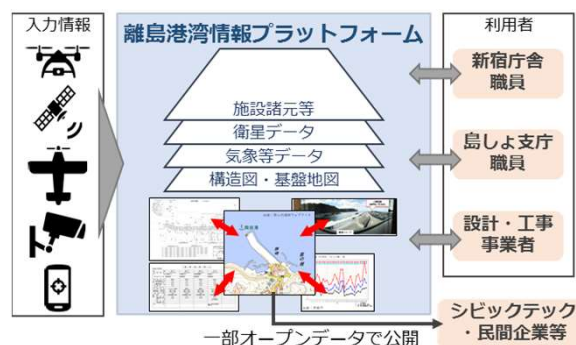 入力情報
離島港湾情報プラットフォーム
施設諸元等
衛星データ
気象等データ
構造図・基盤地図
利用者
新宿庁舎
職員
島しょ支庁
職員
設計・工事
事業者
シビックテック
・民間企業等
一部オープンデータで公開